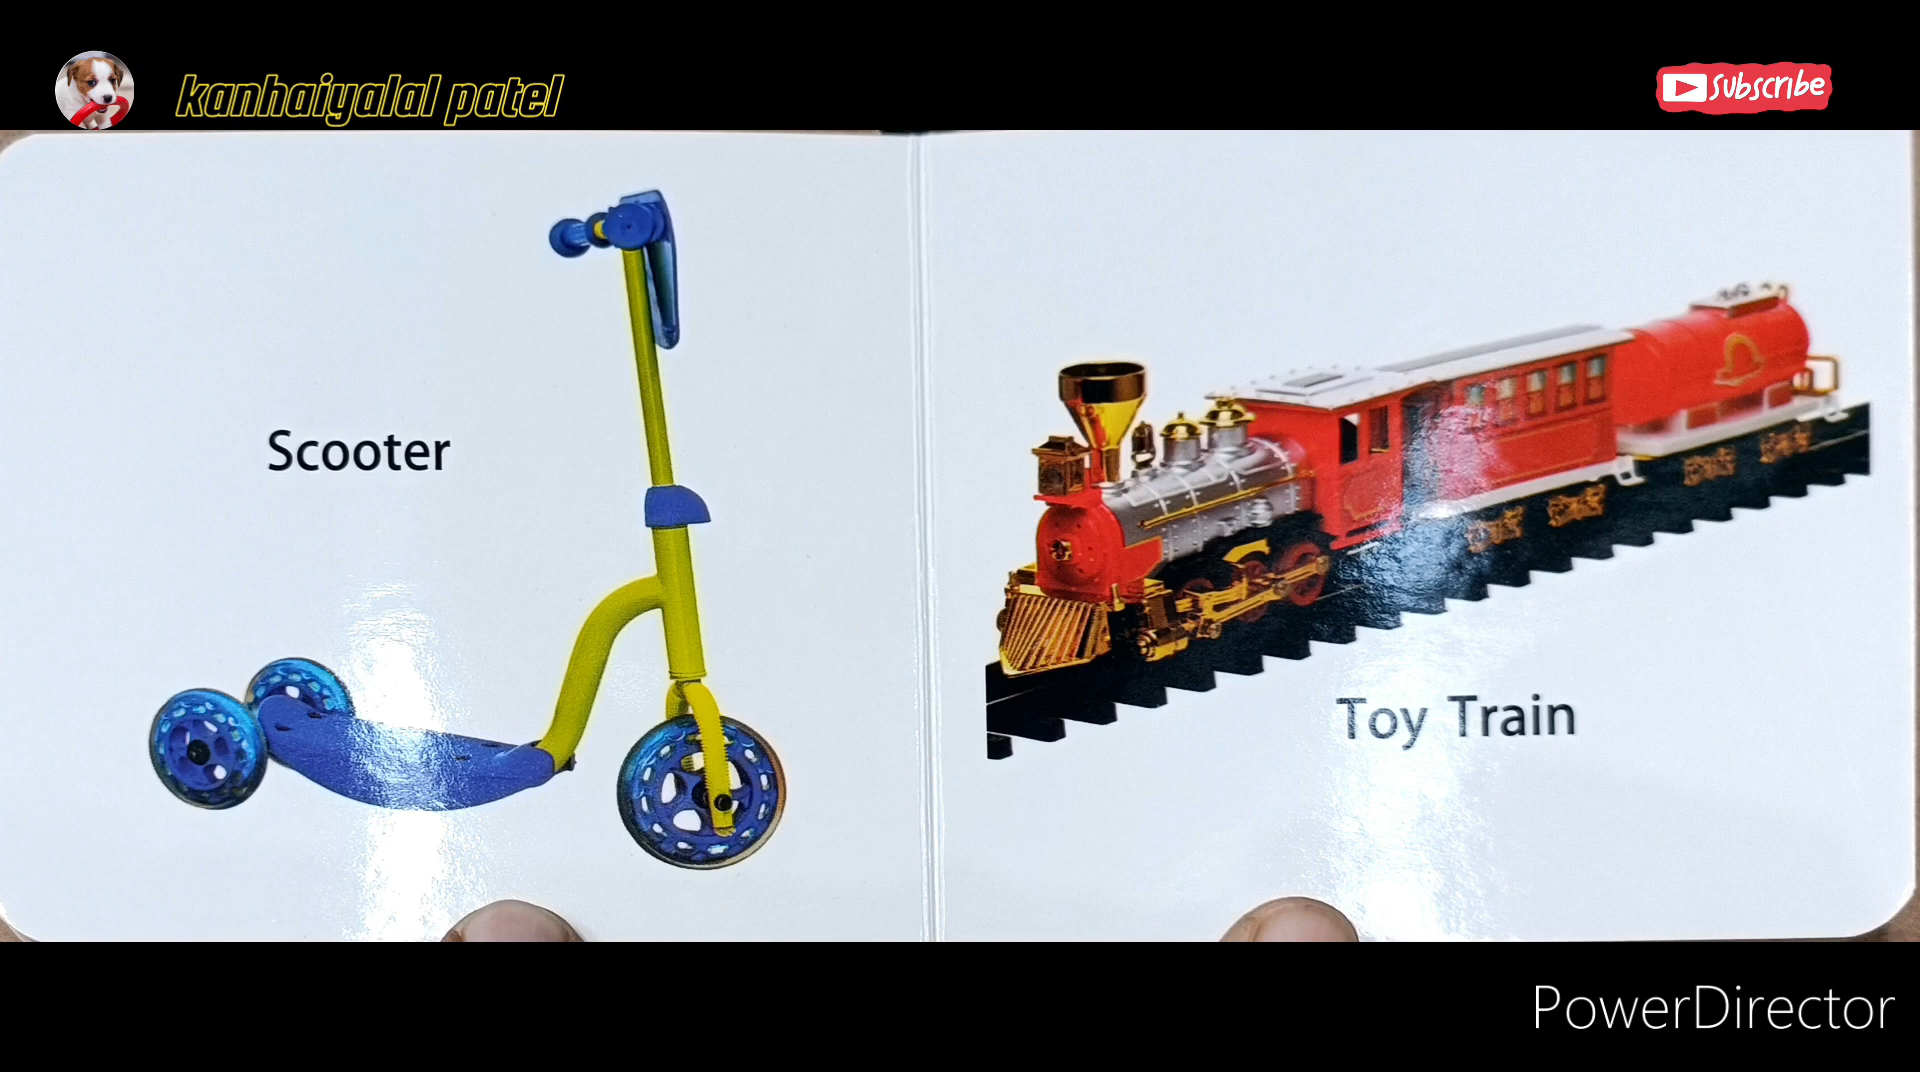 kanhaiyalal patel
Subscribe
Scooter
Toy Train
PowerDirector